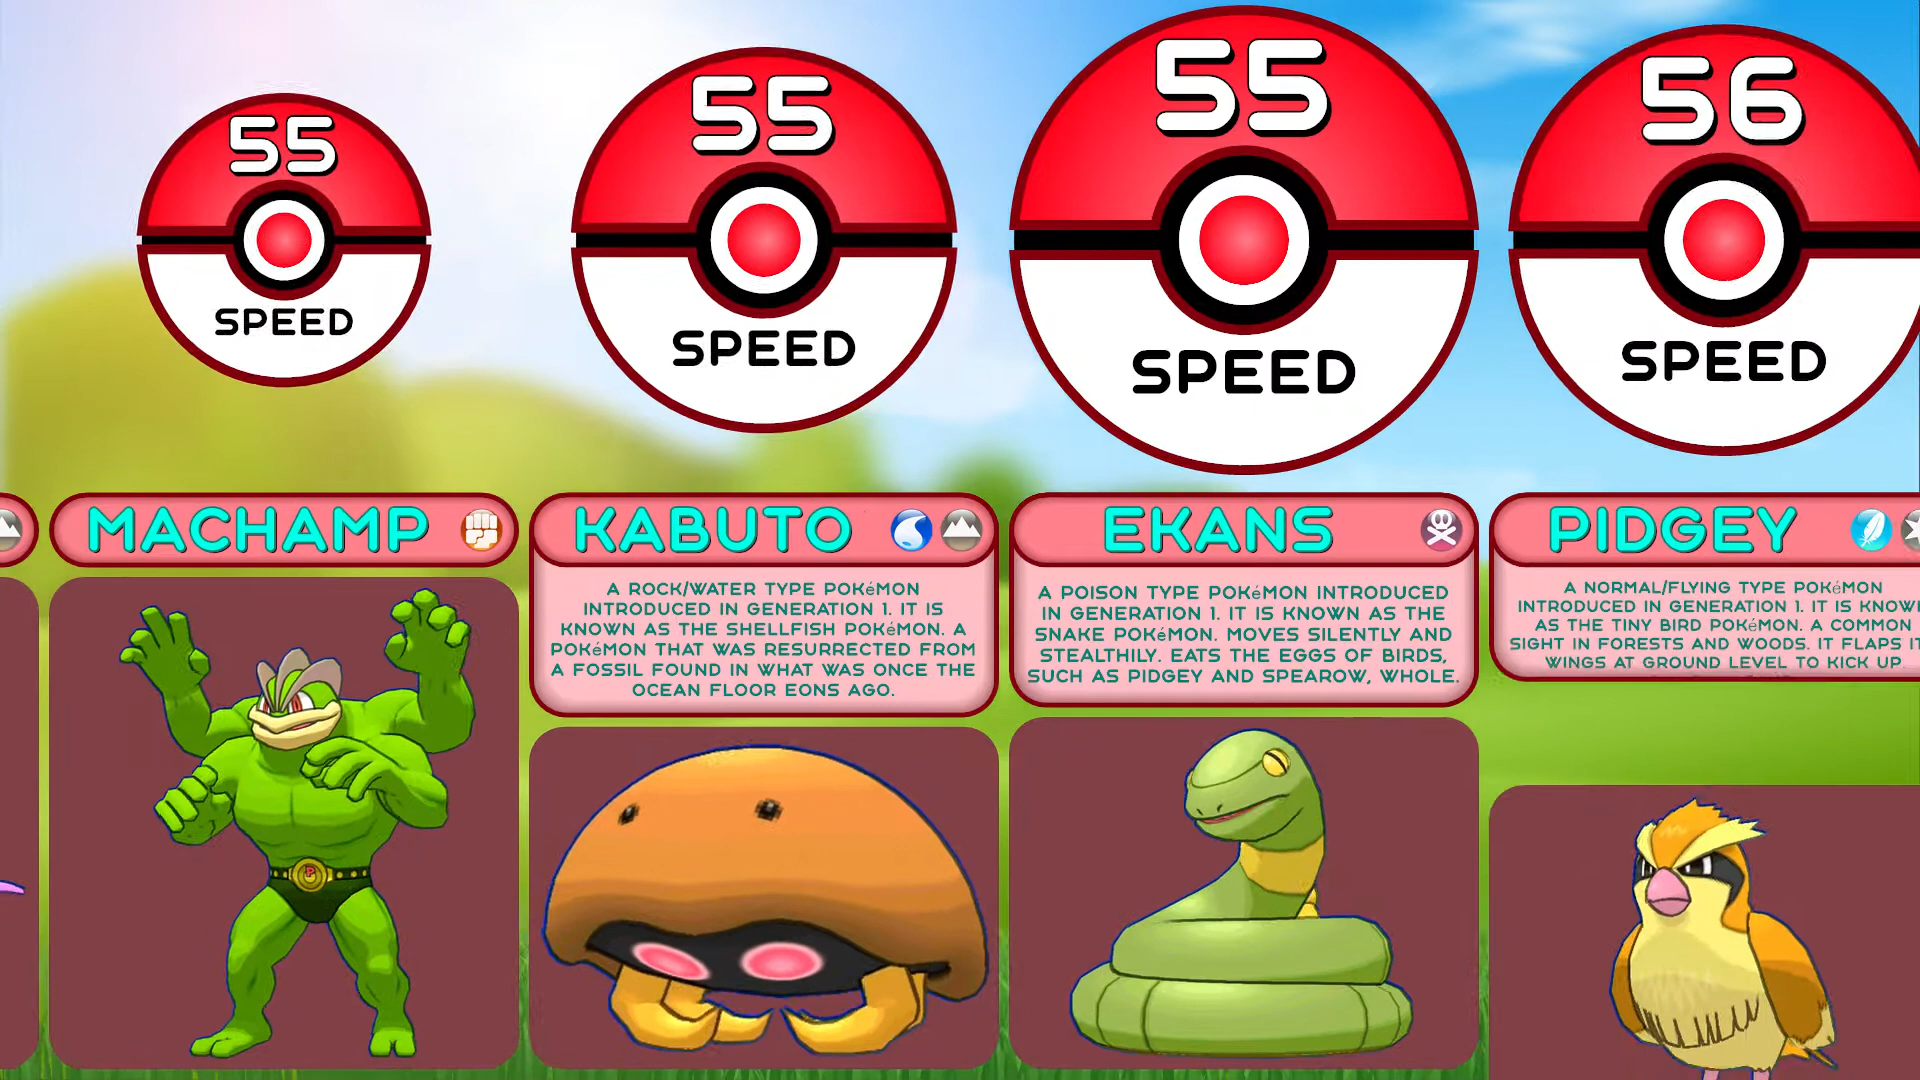 55
SPEED
55
SPEED
55
SPEED
56
SPEED
MACHAMP
KABUTO
A ROCK/WATER TYPE POKéMON
INTRODUCED IN GENERATION 1. IT IS
KNOWN AS THE SHELLFISH POKéMON. A
POKéMON THAT WAS RESURRECTED FROM
A FOSSIL FOUND IN WHAT WAS ONCE THE
OCEAN FLOOR EONS AGO.
EKANS
A POISON TYPE POKéMON INTRODUCED
IN GENERATION 1. IT IS KNOWN AS THE
SNAKE POKéMON. MOVES SILENTLY AND
STEALTHILY. EATS THE EGGS OF BIRDS,
SUCH AS PIDGEY AND SPEAROW, WHOLE.
PIDGEY
A NORMAL/FLYING TYPE POKéMON
INTRODUCED IN GENERATION 1. IT IS
AS THE TINY BIRD POKéMON. A COMMON
SIGHT IN FORESTS AND WOODS. IT FLAPS
WINGS AT GROUND LEVEL TO KICK UP